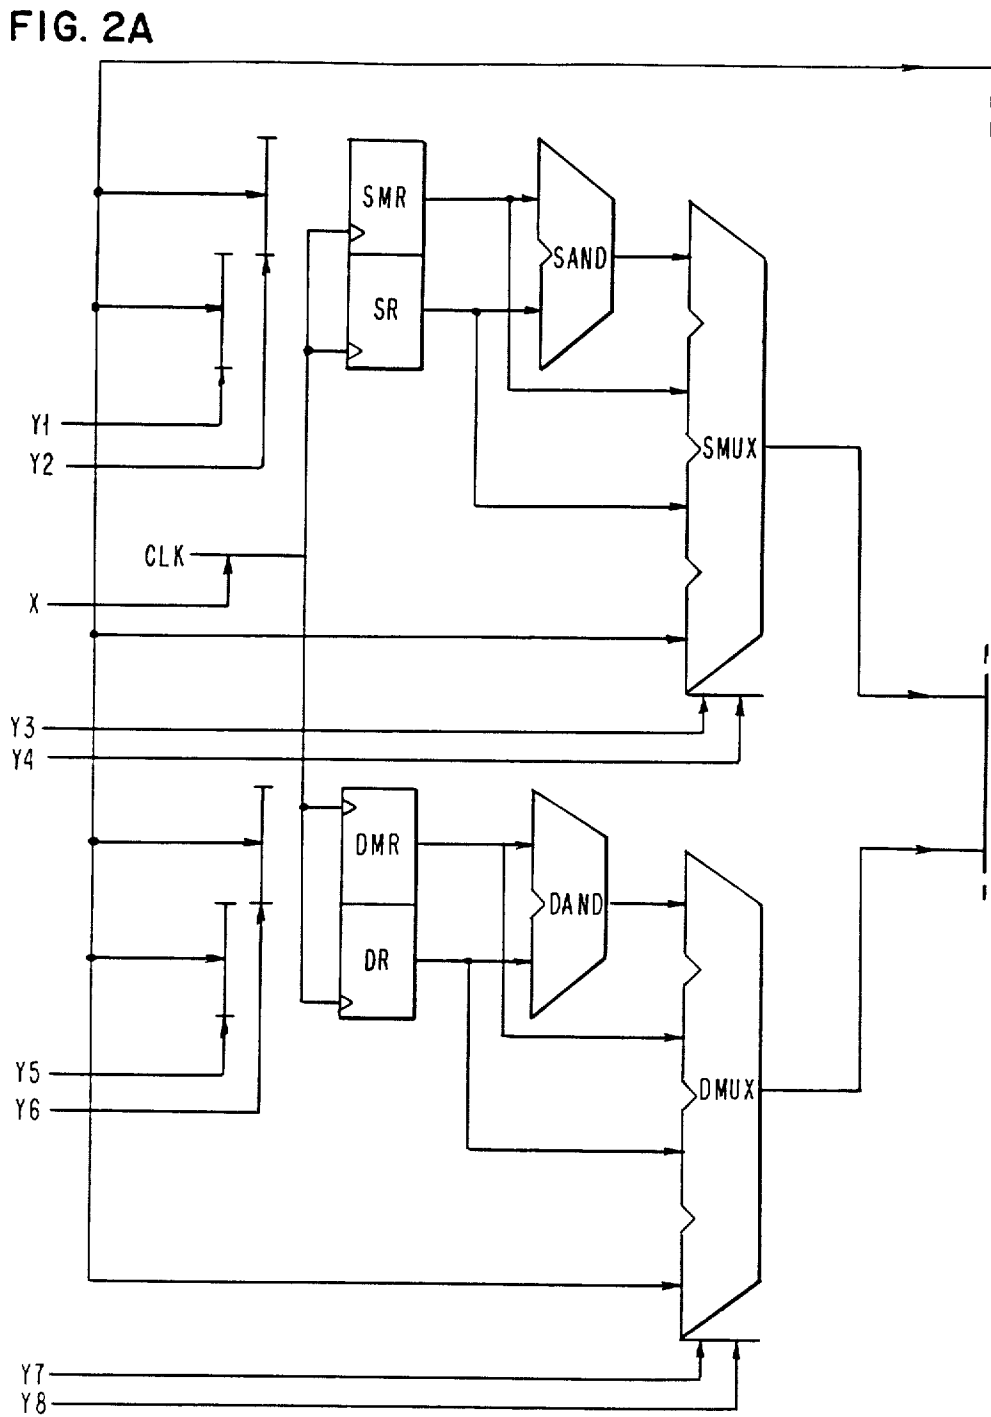 FIG. 2A
SMR
SAND
SR
Y1
SMUX
Y2
CLK
X
Y3
Y4
DMR
DAND
DR
Y5
DMUX
Y6
Y7
Y8